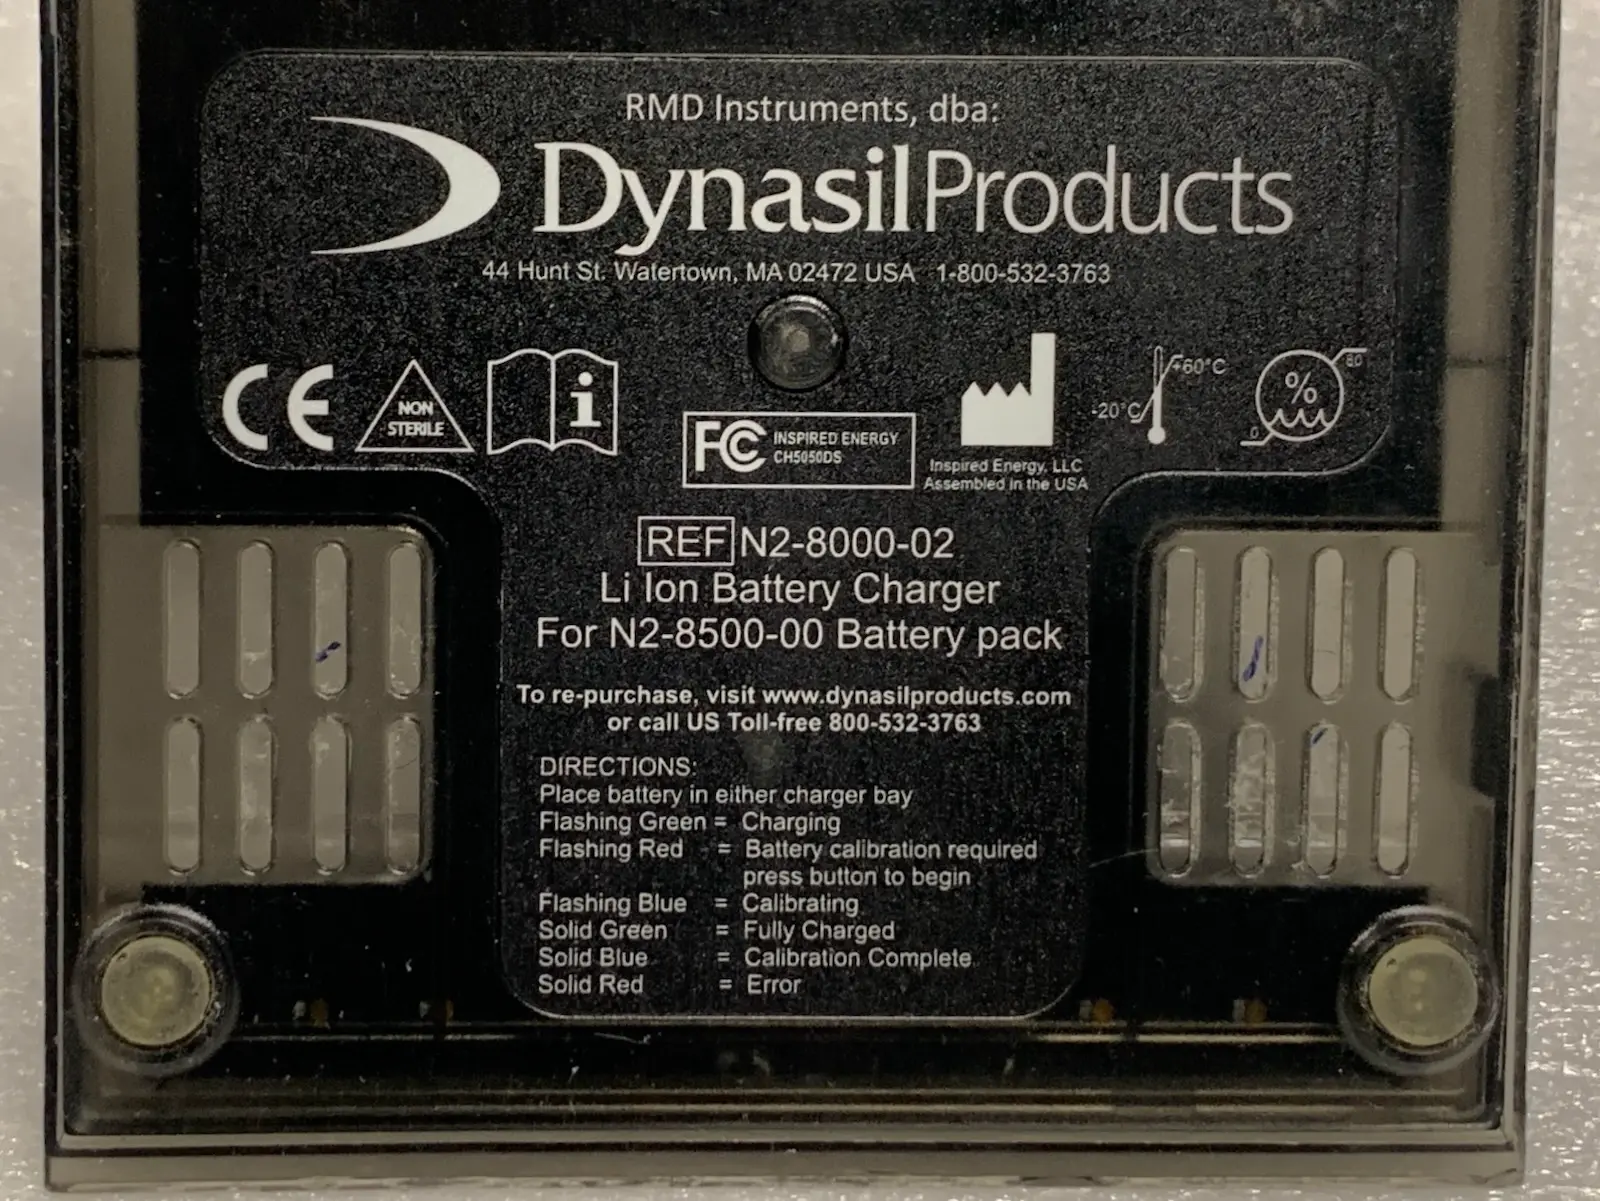 RMD Instruments, dba:
Dynasil Products
44 Hunt St. Watertown, MA 02472 USA 1-800-532-3763
CE
NON
STERILE
i
FC INSPIRED ENERGY
CH5050DS
Inspired Energy, LLC
Assembled in the USA
-20°C
+60°C
0
%
80
REF N2-8000-02
Li Ion Battery Charger
For N2-8500-00 Battery pack
To re-purchase, visit www.dynasilproducts.com
or call US Toll-free 800-532-3763
DIRECTIONS:
Place battery in either charger bay
Flashing Green = Charging
Flashing Red = Battery calibration required
press button to begin
Flashing Blue = Calibrating
Solid Green = Fully Charged
Solid Blue = Calibration Complete
Solid Red = Error